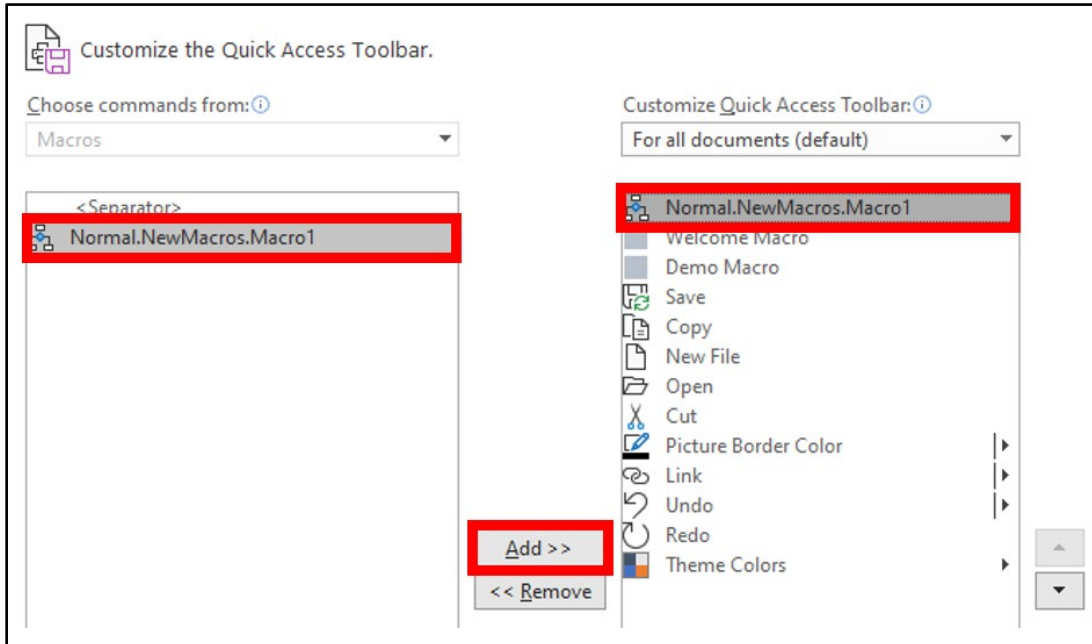 Customize the Quick Access Toolbar.
Choose commands from:
Macros
<Separator>
Normal.NewMacros.Macro1
Add >>
<< Remove
Customize Quick Access Toolbar:
For all documents (default)
Normal.NewMacros.Macro1
Welcome Macro
Demo Macro
Save
Copy
New File
Open
Cut
Picture Border Color
Link
Undo
Redo
Theme Colors